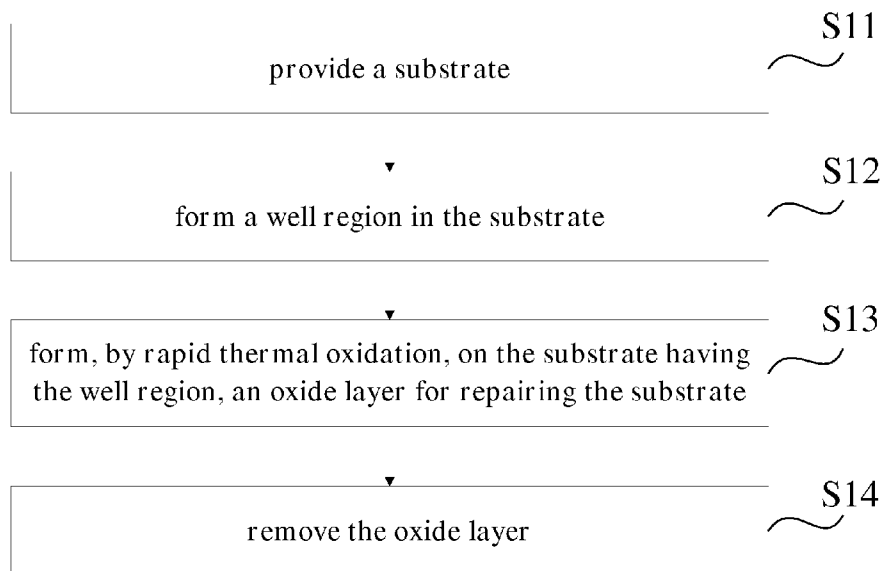 S11
provide a substrate
S12
form a well region in the substrate
S13
form, by rapid thermal oxidation, on the substrate having
the well region, an oxide layer for repairing the substrate
S14
remove the oxide layer